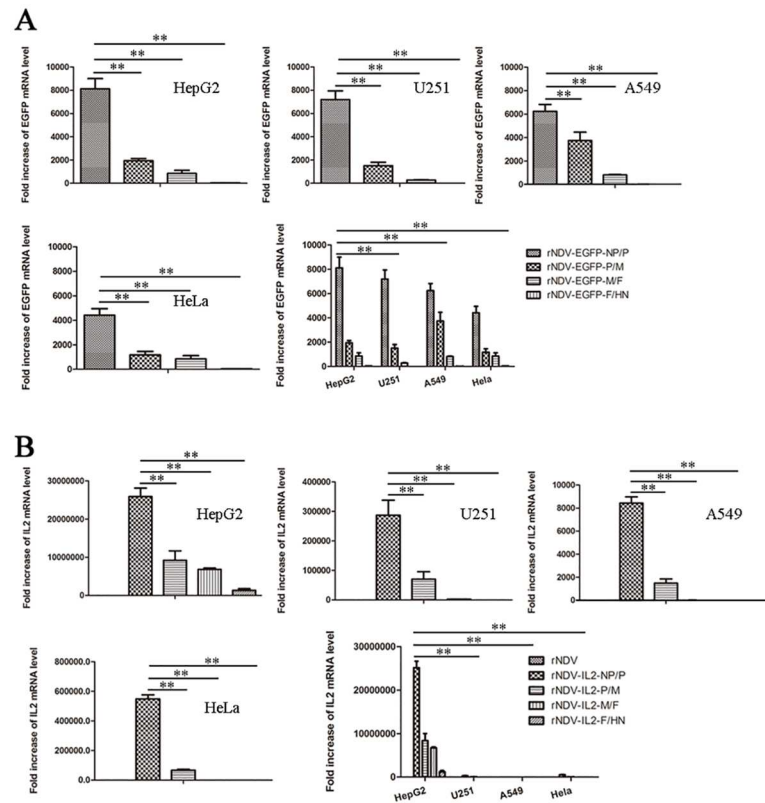 A
HepG2
U251
A549
**
**
**
**
**
**
**
**
**
Fold increase of EGFP mRNA level
10000
8000
6000
4000
2000
0
Fold increase of EGFP mRNA level
10000
8000
6000
4000
2000
0
Fold increase of EGFP mRNA level
10000
8000
6000
4000
2000
0
HeLa
**
**
**
Fold increase of EGFP mRNA level
10000
8000
6000
4000
2000
0
**
**
**
Fold increase of EGFP mRNA level
10000
8000
6000
4000
2000
0
HepG2
U251
A549
Hela
rNDV-EGFP-NP/P
rNDV-EGFP-P/M
rNDV-EGFP-M/F
rNDV-EGFP-F/HN
B
**
**
**
HepG2
Fold increase of IL2 mRNA level
30000000
20000000
10000000
0
**
**
**
U251
Fold increase of IL2 mRNA level
400000
300000
200000
100000
0
**
**
**
A549
Fold increase of IL2 mRNA level
10000
8000
6000
4000
2000
0
**
**
**
HeLa
Fold increase of IL2 mRNA level
800000.0
600000.0
400000.0
200000.0
0.0
**
**
**
Fold increase of IL2 mRNA level
30000000
20000000
10000000
0
HepG2
U251
A549
Hela
rNDV
rNDV-IL2-NP/P
rNDV-IL2-P/M
rNDV-IL2-M/F
rNDV-IL2-F/HN